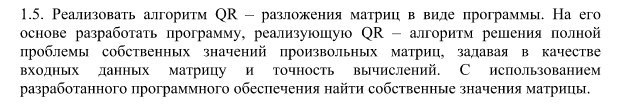 1.5. Реализовать алгоритм QR – разложения матриц в виде программы. На его
основе разработать программу, реализующую QR – алгоритм решения полной
проблемы собственных значений произвольных матриц, задавая в качестве
входных данных матрицу и точность вычислений. С использованием
разработанного программного обеспечения найти собственные значения матрицы.